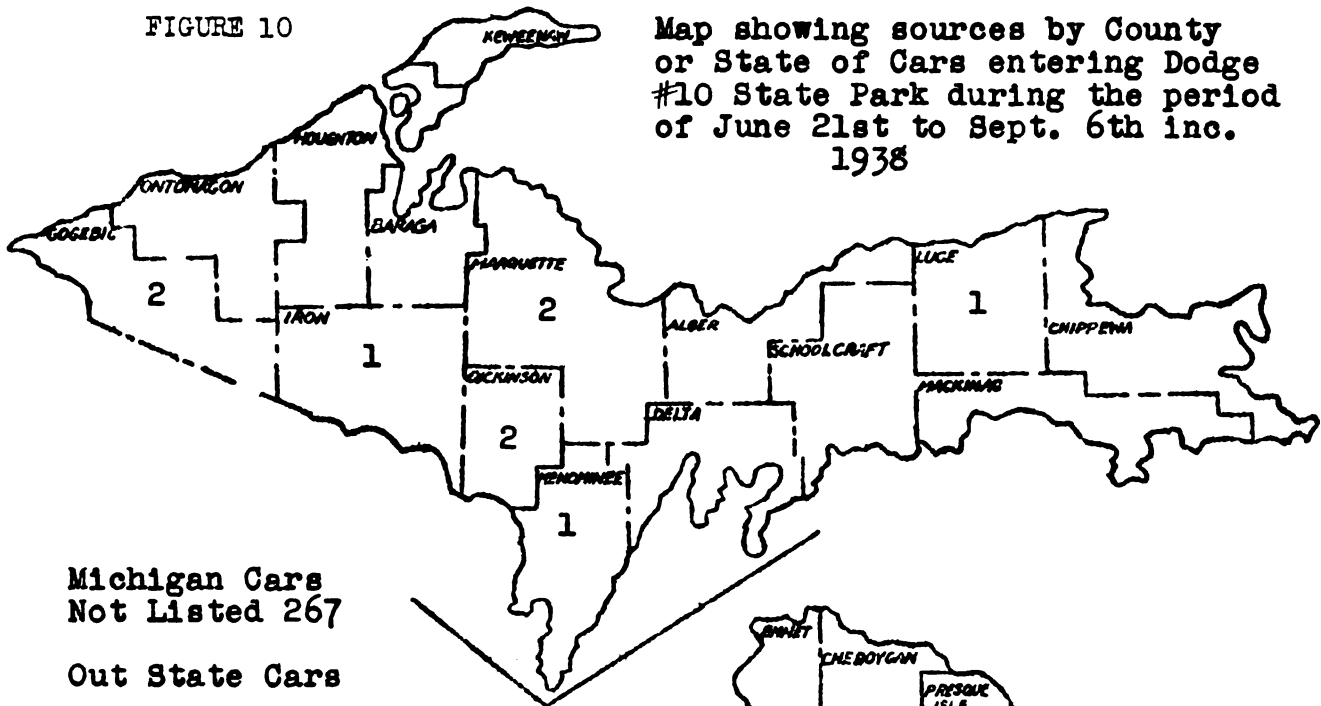 FIGURE 10
Map showing sources by County
or State of Cars entering Dodge
#10 State Park during the period
of June 21st to Sept. 6th inc.
1938
KEWEENAW
HOUGHTON
ONTONAGON
GOGEBIC
BARAGA
MARQUETTE
LUCE
2
2
1
IRON
ALGER
CHIPPEWA
1
SCHOOLCRAFT
DICKINSON
MACKINAC
DELTA
2
MENOMINEE
1
Michigan Cars
Not Listed 267
Out State Cars
EMMET
CHEBOYGAN
PRESQUE
ISLE